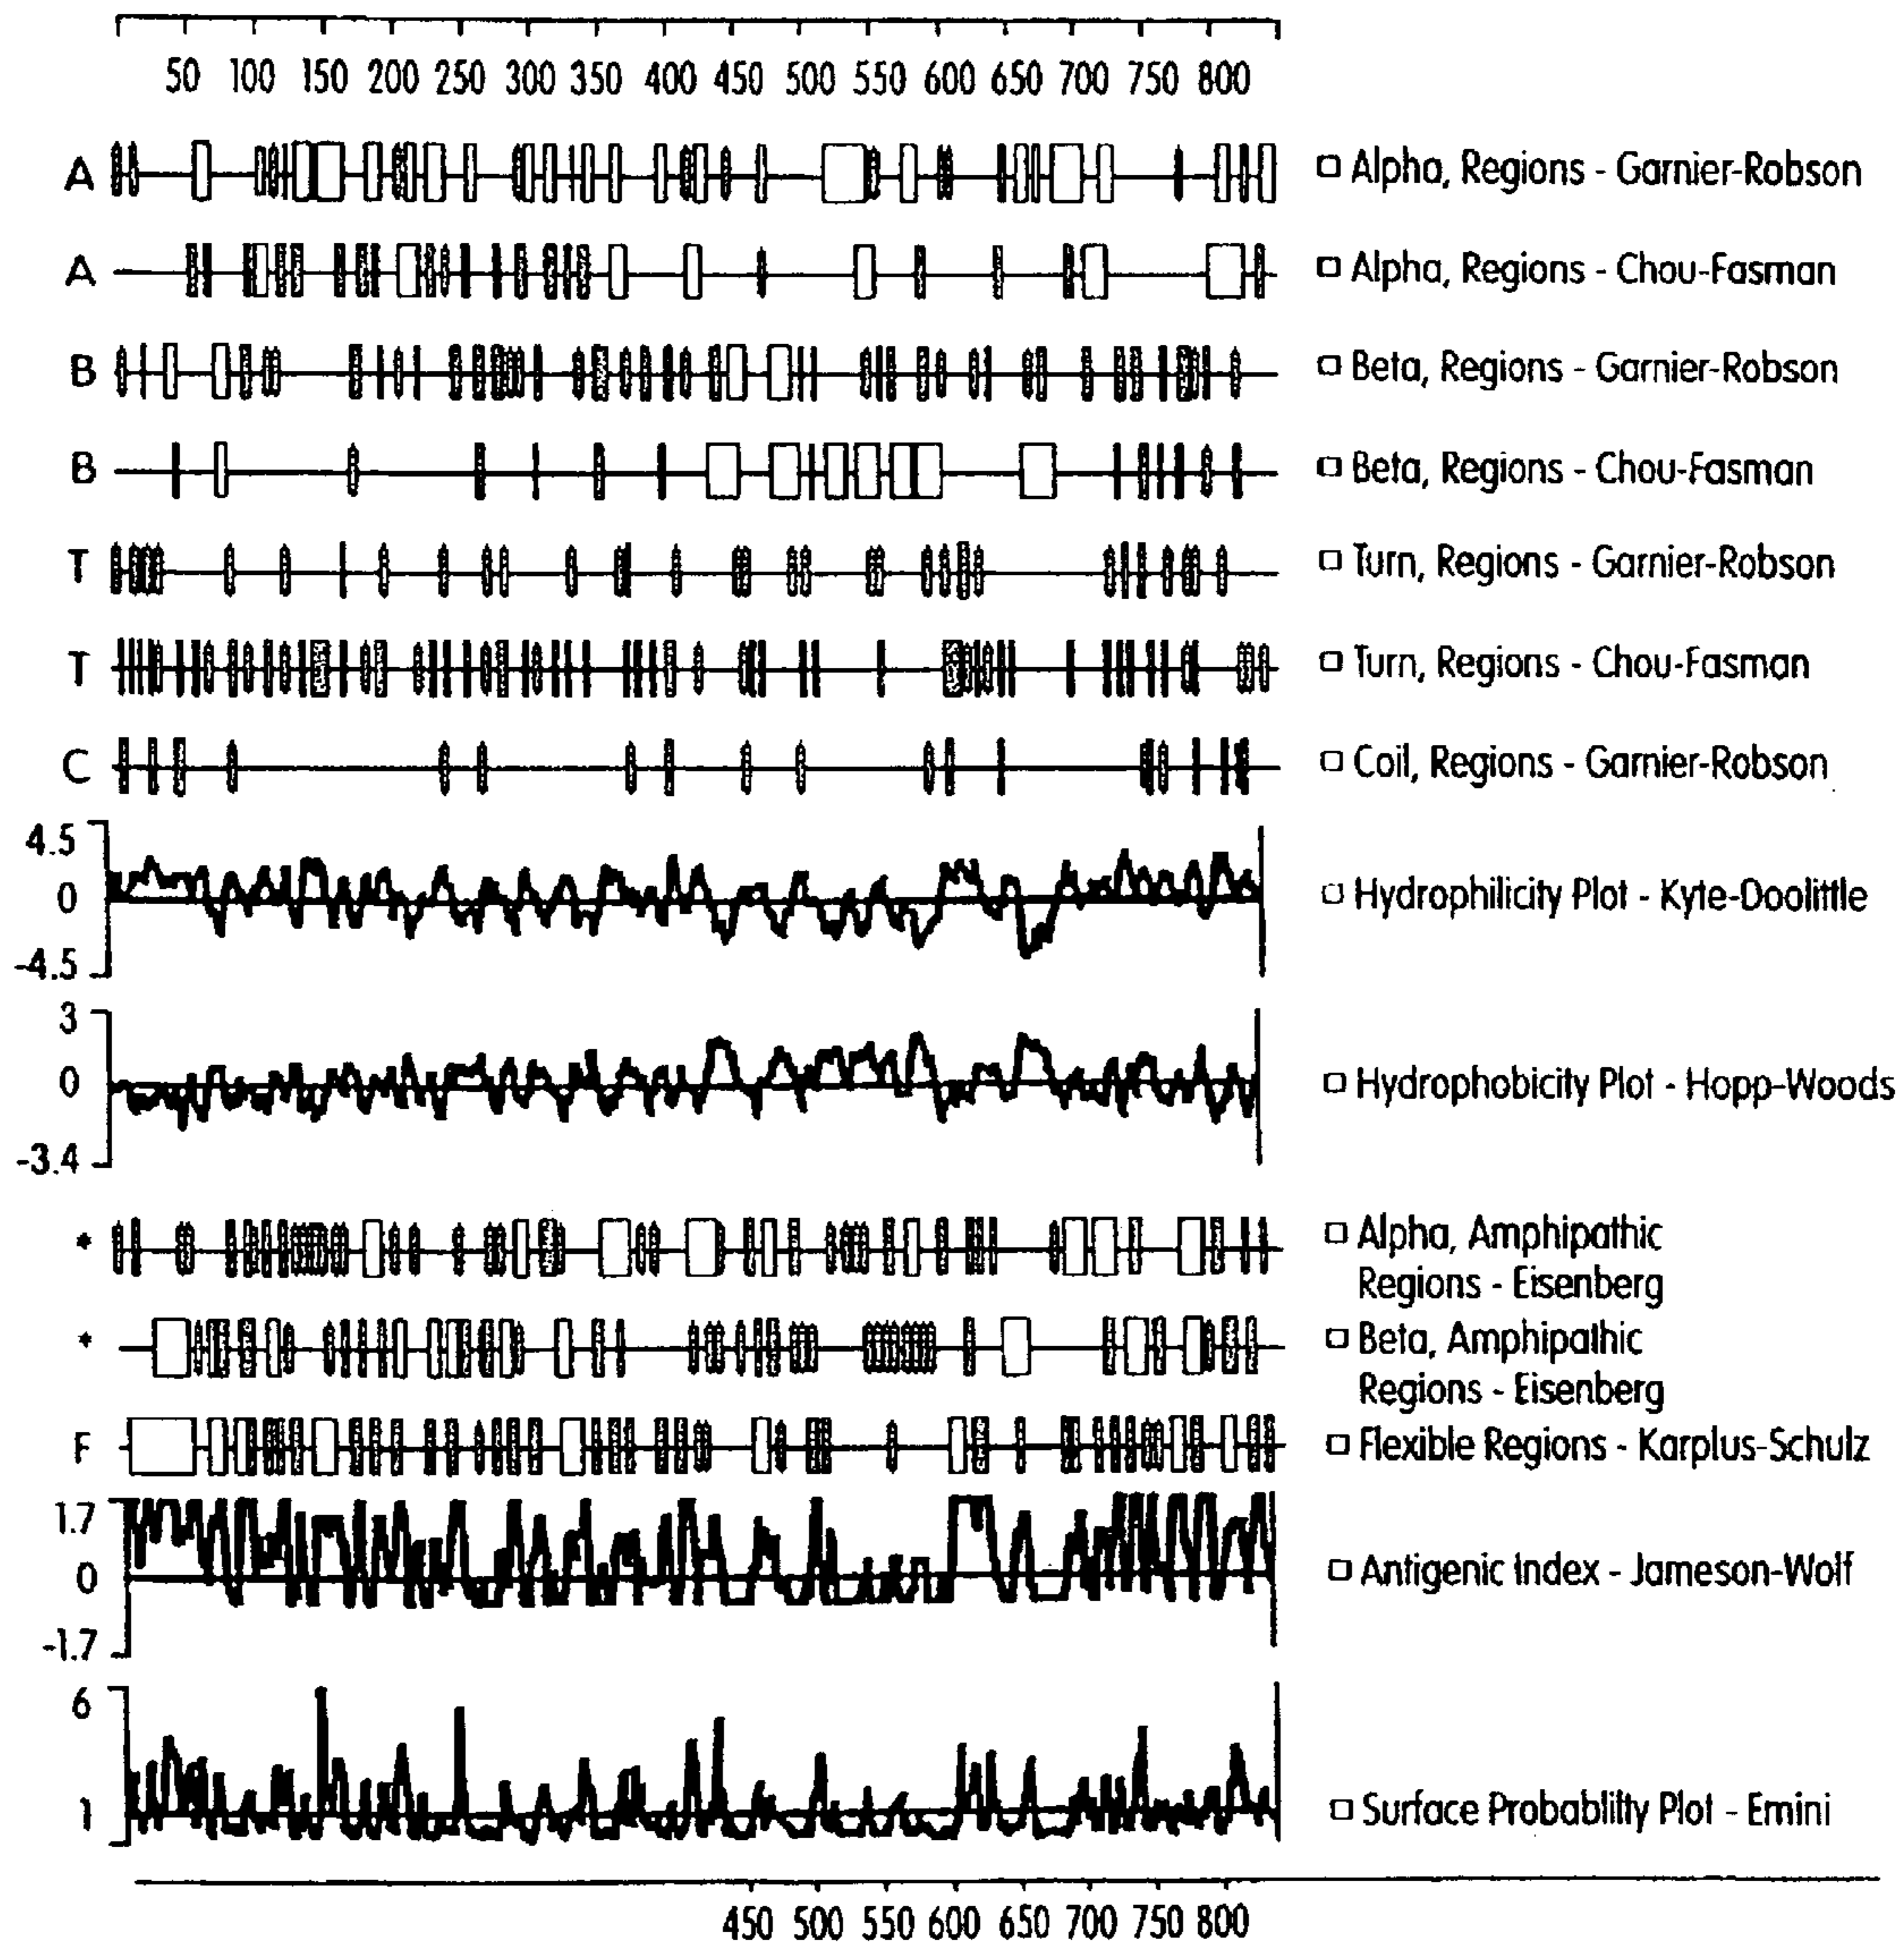 50 100 150 200 250 300 350 400 450 500 550 600 650 700 750 800
A Alpha, Regions - Garnier-Robson
A Alpha, Regions - Chou-Fasman
B Beta, Regions - Garnier-Robson
B Beta, Regions - Chou-Fasman
T Turn, Regions - Garnier-Robson
T Turn, Regions - Chou-Fasman
C Coil, Regions - Garnier-Robson
4.5
0 Hydrophilicity Plot - Kyte-Doolittle
-4.5
3
0 Hydrophobicity Plot - Hopp-Woods
-3.4
* Alpha, Amphipathic
Regions - Eisenberg
* Beta, Amphipathic
Regions - Eisenberg
F Flexible Regions - Karplus-Schulz
1.7
0 Antigenic Index - Jameson-Wolf
-1.7
6
1 Surface Probablilty Plot - Emini
450 500 550 600 650 700 750 800